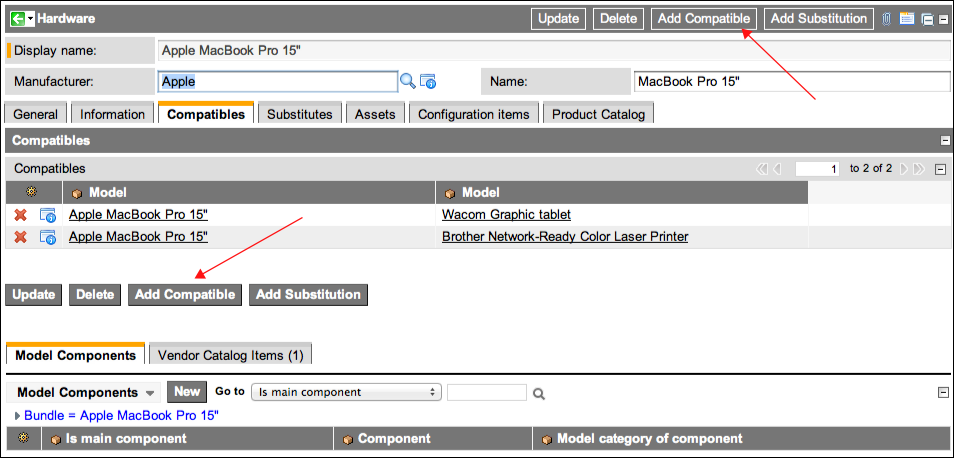 Hardware Update Delete Add Compatible Add Substitution
Display name: Apple MacBook Pro 15"
Manufacturer: Apple Name: MacBook Pro 15"
General Information Compatibles Substitutes Assets Configuration items Product Catalog
Compatibles
Compatibles 1 to 2 of 2
Model Model
Apple MacBook Pro 15" Wacom Graphic tablet
Apple MacBook Pro 15" Brother Network-Ready Color Laser Printer
Update Delete Add Compatible Add Substitution
Model Components Vendor Catalog Items (1)
Model Components New Go to Is main component
Bundle = Apple MacBook Pro 15"
Is main component Component Model category of component